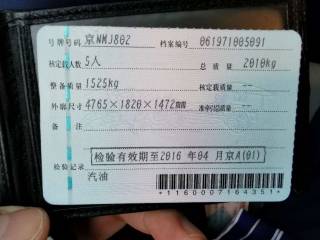 号牌号码 京NMJ802 档案编号 061971005091
核定载人数 5人 总质量 2010kg
整备质量 1525kg 核定载质量 --
外廓尺寸 4765×1820×1472mm 准牵引总质量 --
备注
检验有效期至2016 年04 月京A(01)
检验记录
汽油
*1160007164351*